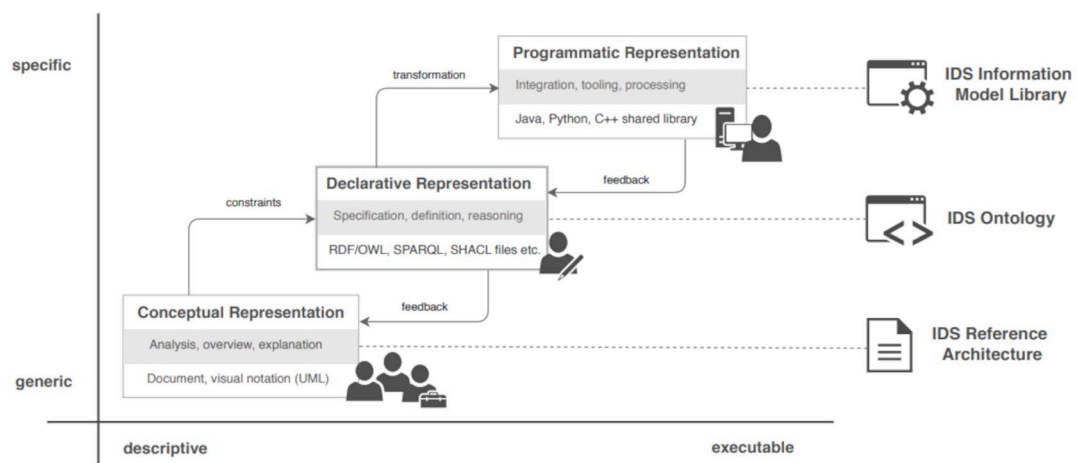 specific
Programmatic Representation
transformation
Integration, tooling, processing
Java, Python, C++ shared library
IDS Information
Model Library
Declarative Representation
feedback
constraints
Specification, definition, reasoning
RDF/OWL, SPARQL, SHACL files etc.
IDS Ontology
Conceptual Representation
feedback
Analysis, overview, explanation
Document, visual notation (UML)
IDS Reference
Architecture
generic
descriptive
executable